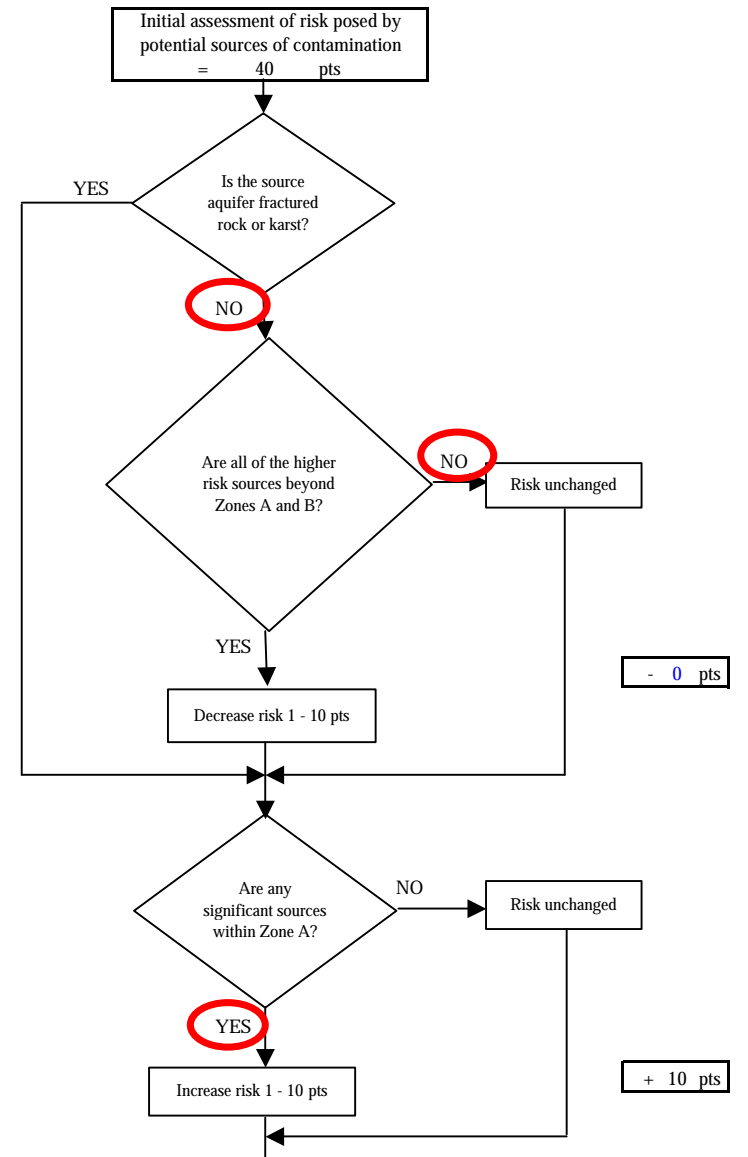 Initial assessment of risk posed by
potential sources of contamination
= 40 pts
YES
Is the source
aquifer fractured
rock or karst?
NO
Are all of the higher
risk sources beyond
Zones A and B?
NO
Risk unchanged
YES
- 0 pts
Decrease risk 1 - 10 pts
Are any
significant sources
within Zone A?
NO
Risk unchanged
YES
Increase risk 1 - 10 pts
+ 10 pts